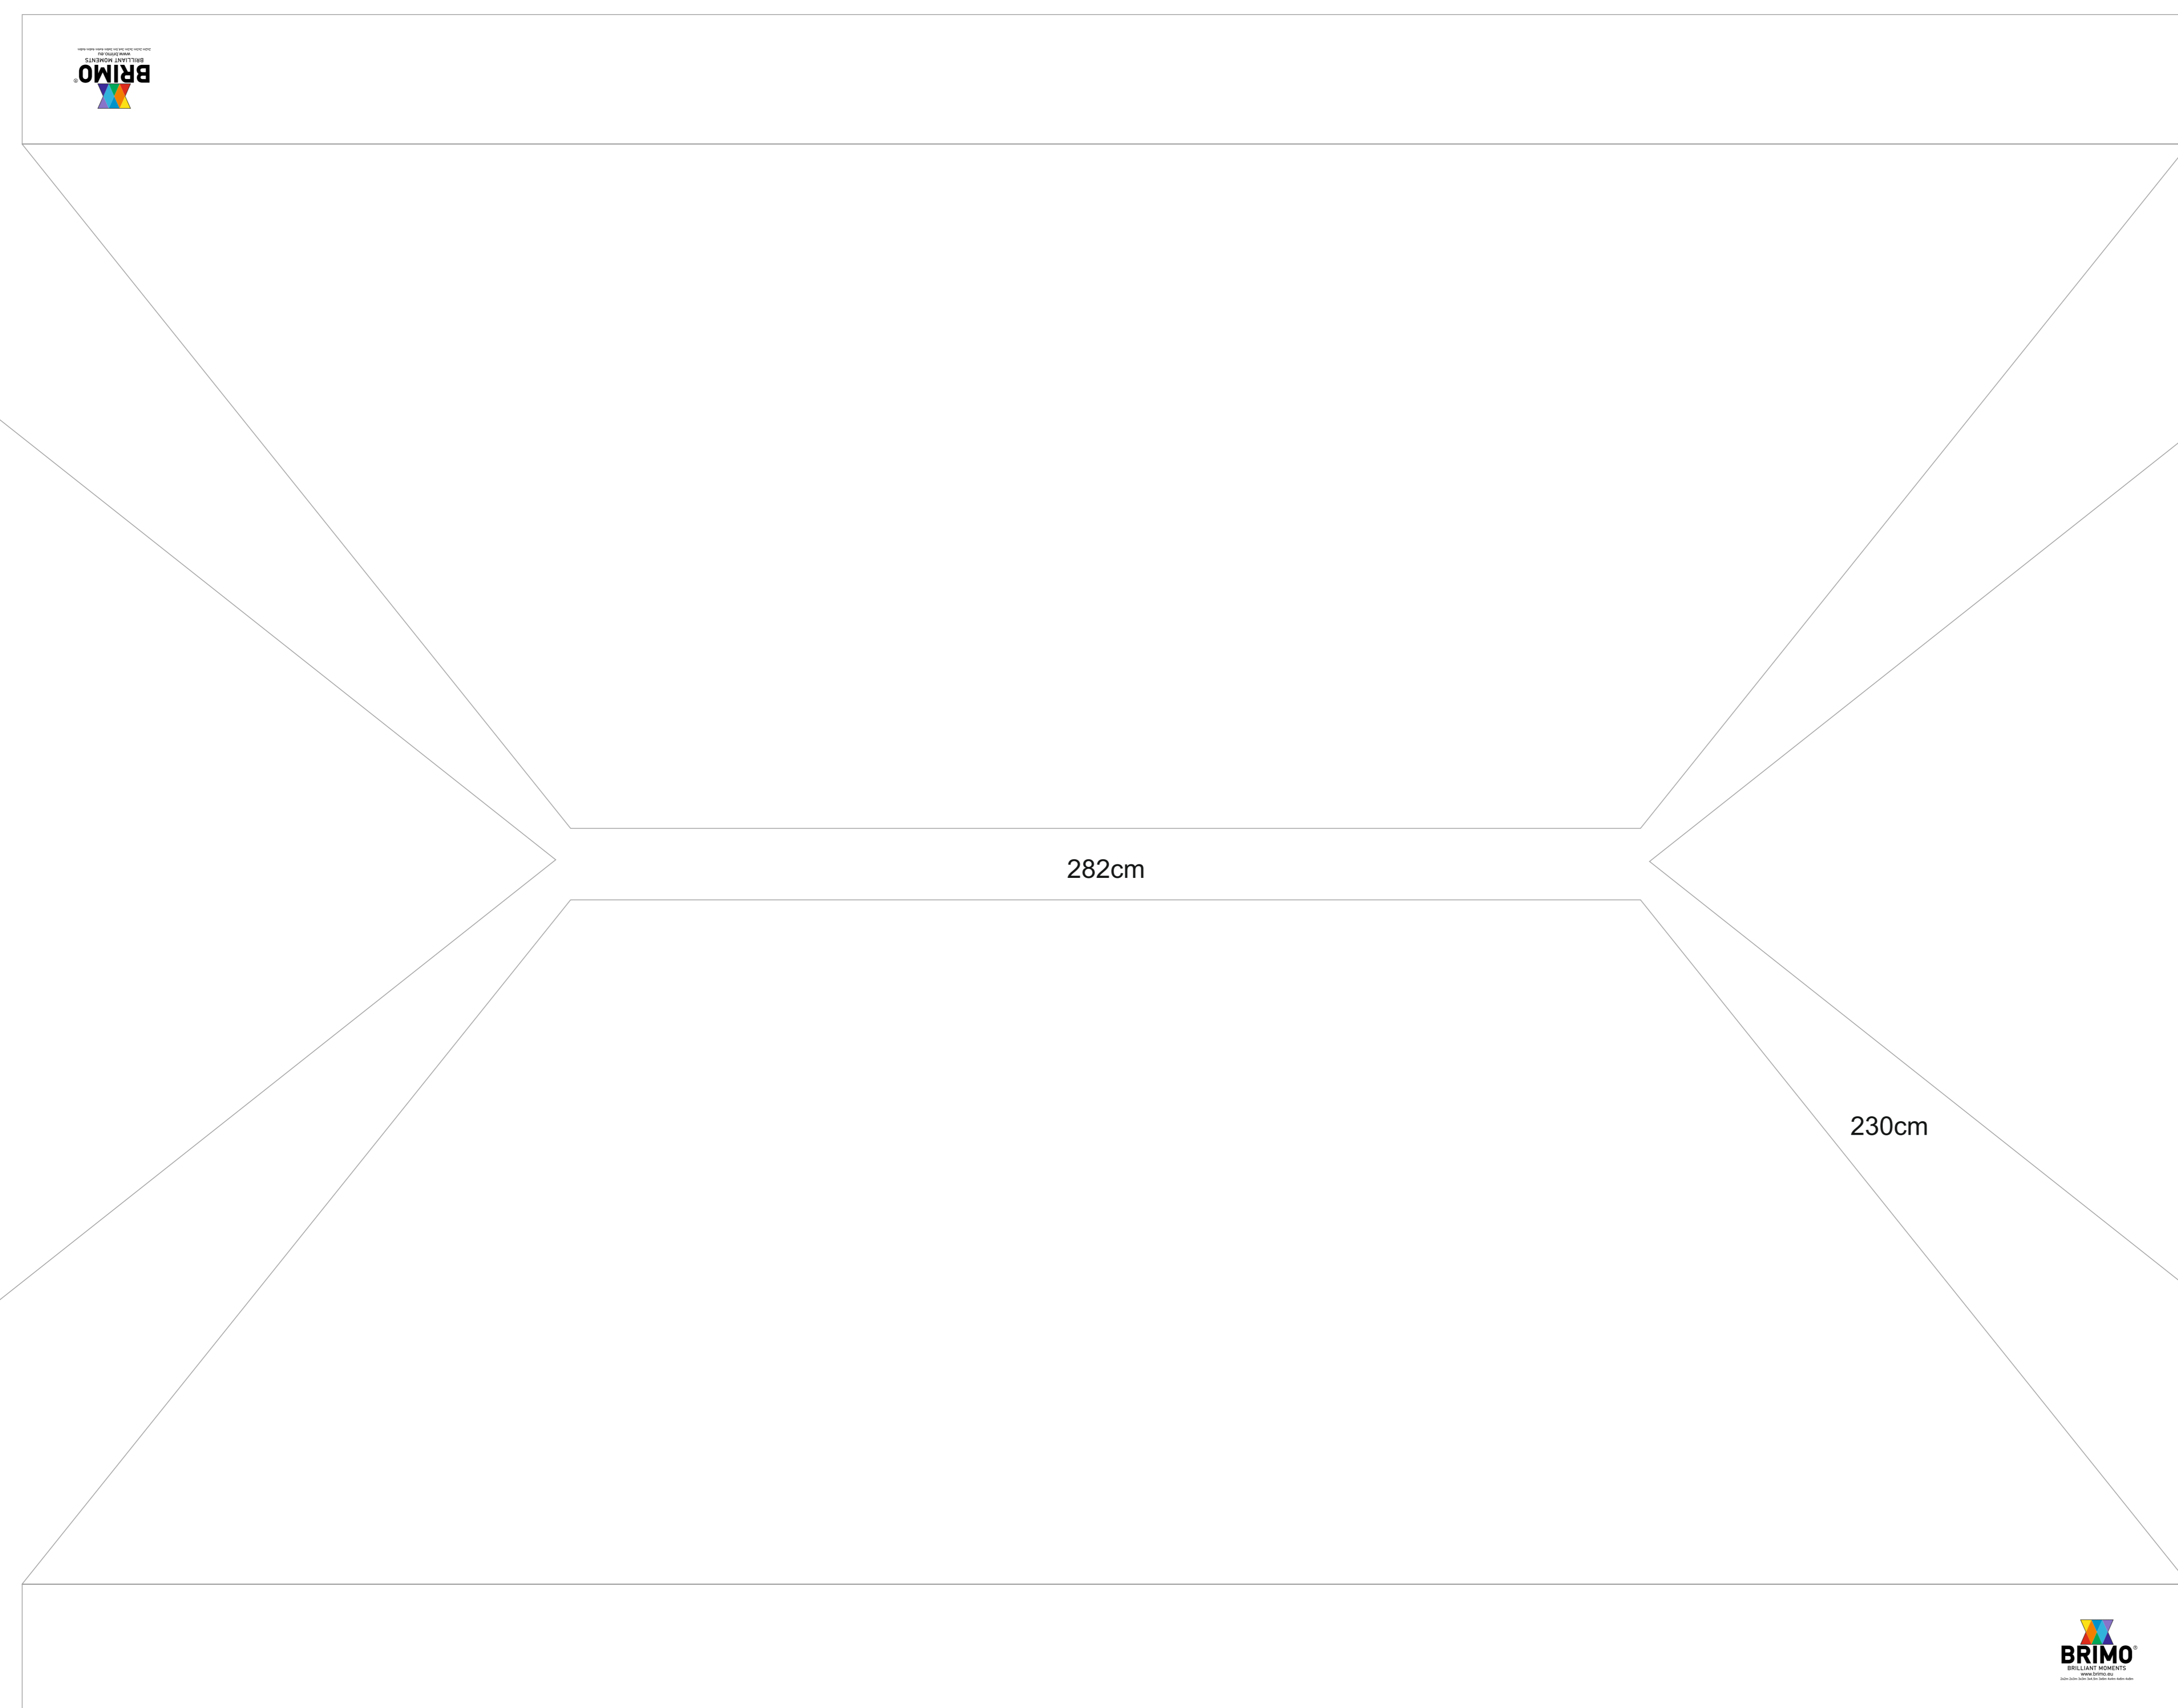 www.brimo.eu
BRILLIANT MOMENTS
BRIMO®
282cm
230cm
BRIMO®
BRILLIANT MOMENTS
www.brimo.eu